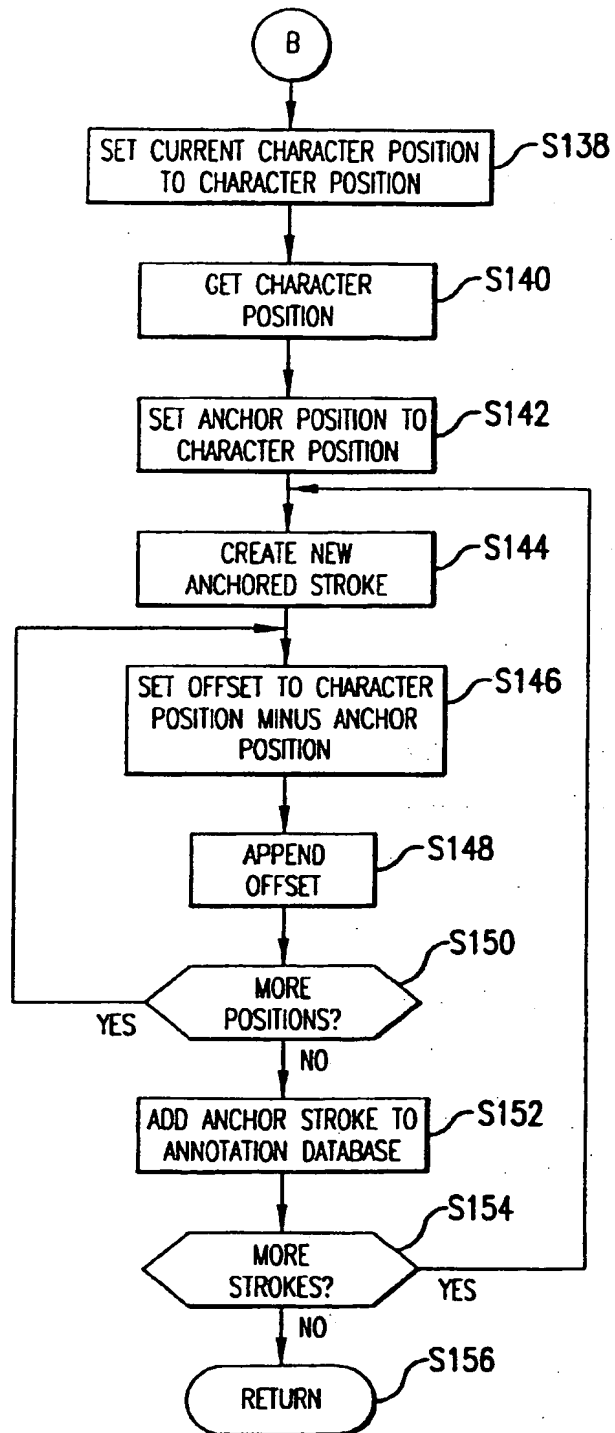 B
SET CURRENT CHARACTER POSITION
TO CHARACTER POSITION
S138
GET CHARACTER
POSITION
S140
SET ANCHOR POSITION TO
CHARACTER POSITION
S142
CREATE NEW
ANCHORED STROKE
S144
SET OFFSET TO CHARACTER
POSITION MINUS ANCHOR
POSITION
S146
APPEND
OFFSET
S148
MORE
POSITIONS?
S150
YES
NO
ADD ANCHOR STROKE TO
ANNOTATION DATABASE
S152
MORE
STROKES?
S154
YES
NO
RETURN
S156